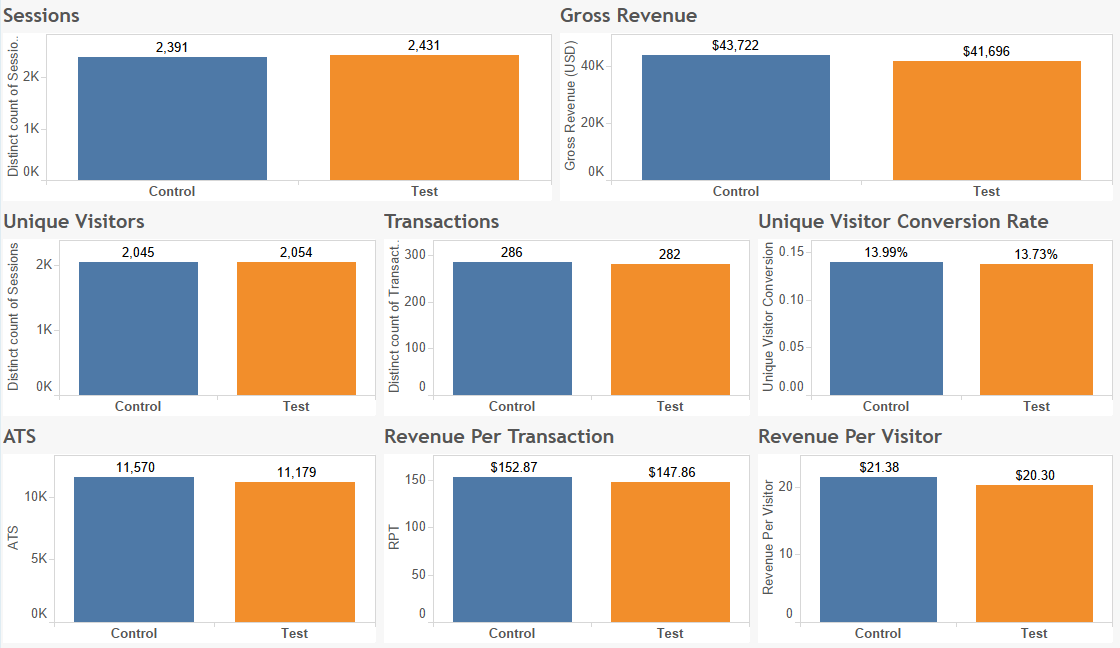 Sessions
Distinct count of Sessio..
2K
1K
0K
2,391
2,431
Control
Test
Gross Revenue
Gross Revenue (USD)
40K
20K
0K
$43,722
$41,696
Control
Test
Unique Visitors
Distinct count of Sessions
2K
1K
0K
2,045
2,054
Control
Test
Transactions
Distinct count of Transact..
300
200
100
0
286
282
Control
Test
Unique Visitor Conversion Rate
Unique Visitor Conversion
0.15
0.10
0.05
0.00
13.99%
13.73%
Control
Test
ATS
ATS
10K
5K
0K
11,570
11,179
Control
Test
Revenue Per Transaction
RPT
150
100
50
0
$152.87
$147.86
Control
Test
Revenue Per Visitor
Revenue Per Visitor
20
10
0
$21.38
$20.30
Control
Test